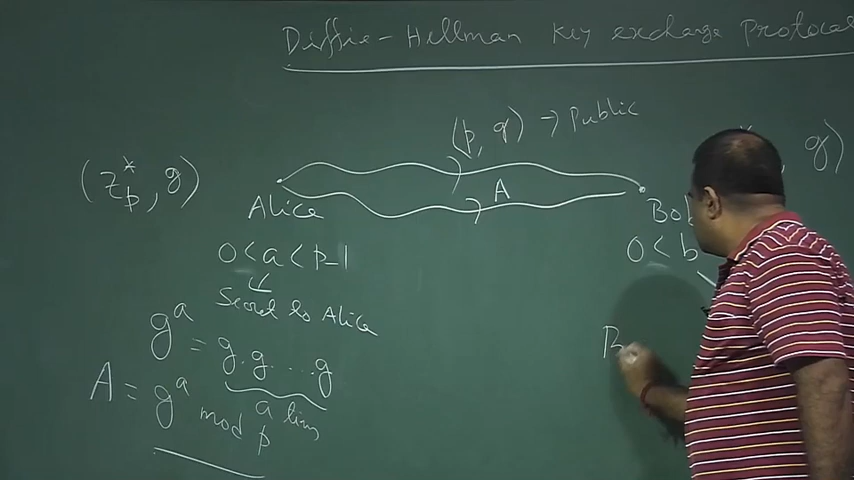 Diffie-Hellman Key exchange Protocol
(p, g) → Public
(Z*p, g)
, g)
A
Alice
Bob
0 < a < p-1
0 < b
Secret to Alice
g^a = g.g. ... g
a times
A = g^a mod p
B